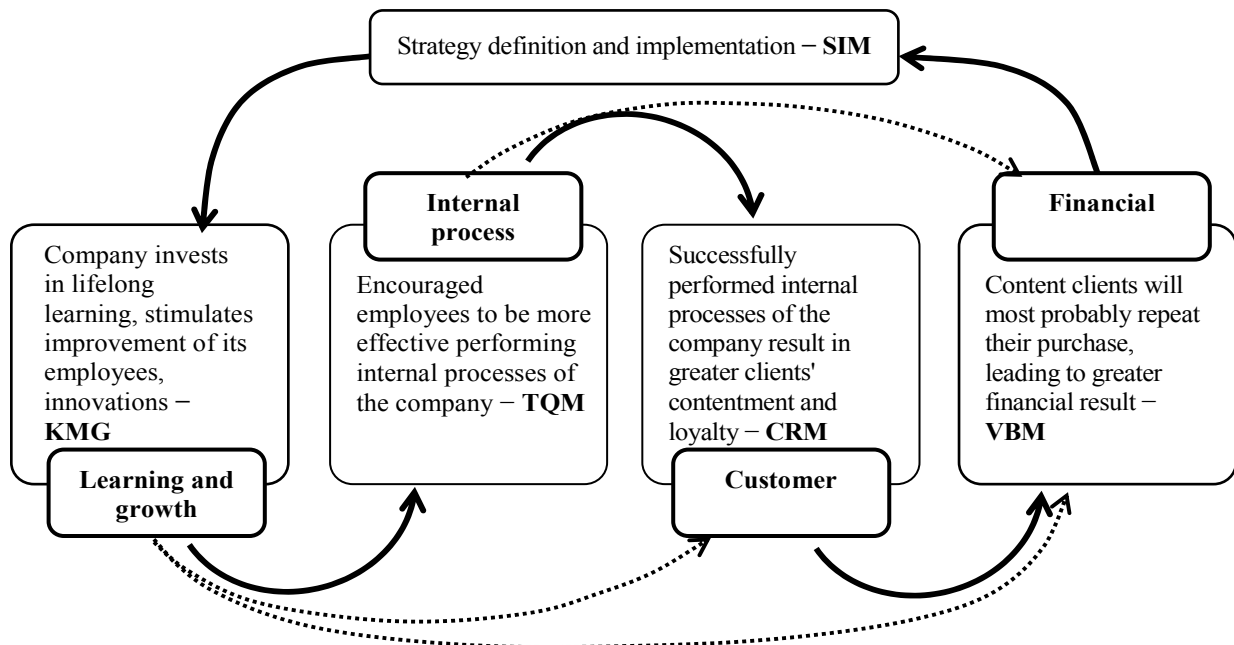 Strategy definition and implementation − SIM
Company invests
in lifelong
learning, stimulates
improvement of its
employees,
innovations −
KMG
Learning and
growth
Internal
process
Encouraged
employees to be more
effective performing
internal processes of
the company − TQM
Successfully
performed internal
processes of the
company result in
greater clients'
contentment and
loyalty − CRM
Customer
Financial
Content clients will
most probably repeat
their purchase,
leading to greater
financial result −
VBM